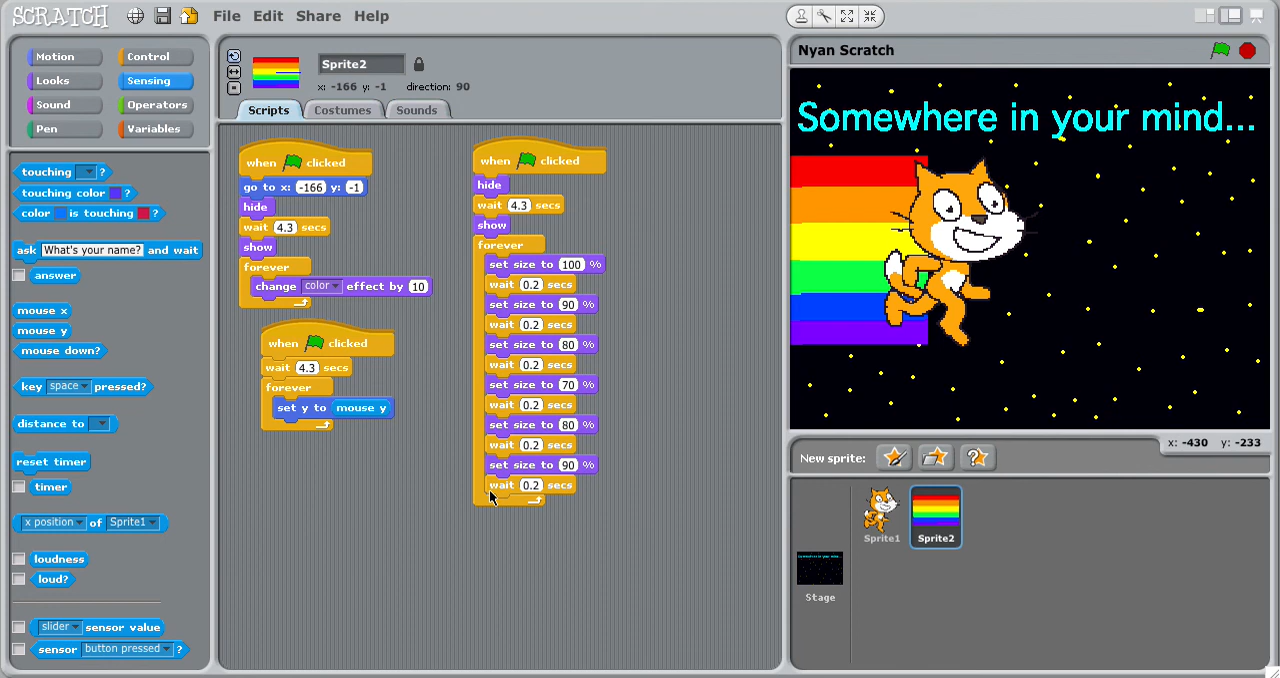 SCRATCH File Edit Share Help
Motion Control
Looks Sensing
Sound Operators
Pen Variables
touching ?
touching color ?
color is touching ?
ask What's your name? and wait
answer
mouse x
mouse y
mouse down?
key space pressed?
distance to
reset timer
timer
x position of Sprite1
loudness
loud?
slider sensor value
sensor button pressed ?
Sprite2
x: -166 y: -1 direction: 90
Scripts Costumes Sounds
when clicked
go to x: -166 y: -1
hide
wait 4.3 secs
show
forever
change color effect by 10
when clicked
wait 4.3 secs
forever
set y to mouse y
when clicked
hide
wait 4.3 secs
show
forever
set size to 100 %
wait 0.2 secs
set size to 90 %
wait 0.2 secs
set size to 80 %
wait 0.2 secs
set size to 70 %
wait 0.2 secs
set size to 80 %
wait 0.2 secs
set size to 90 %
wait 0.2 secs
Nyan Scratch
Somewhere in your mind...
x: -430 y: -233
New sprite:
Sprite1 Sprite2
Stage